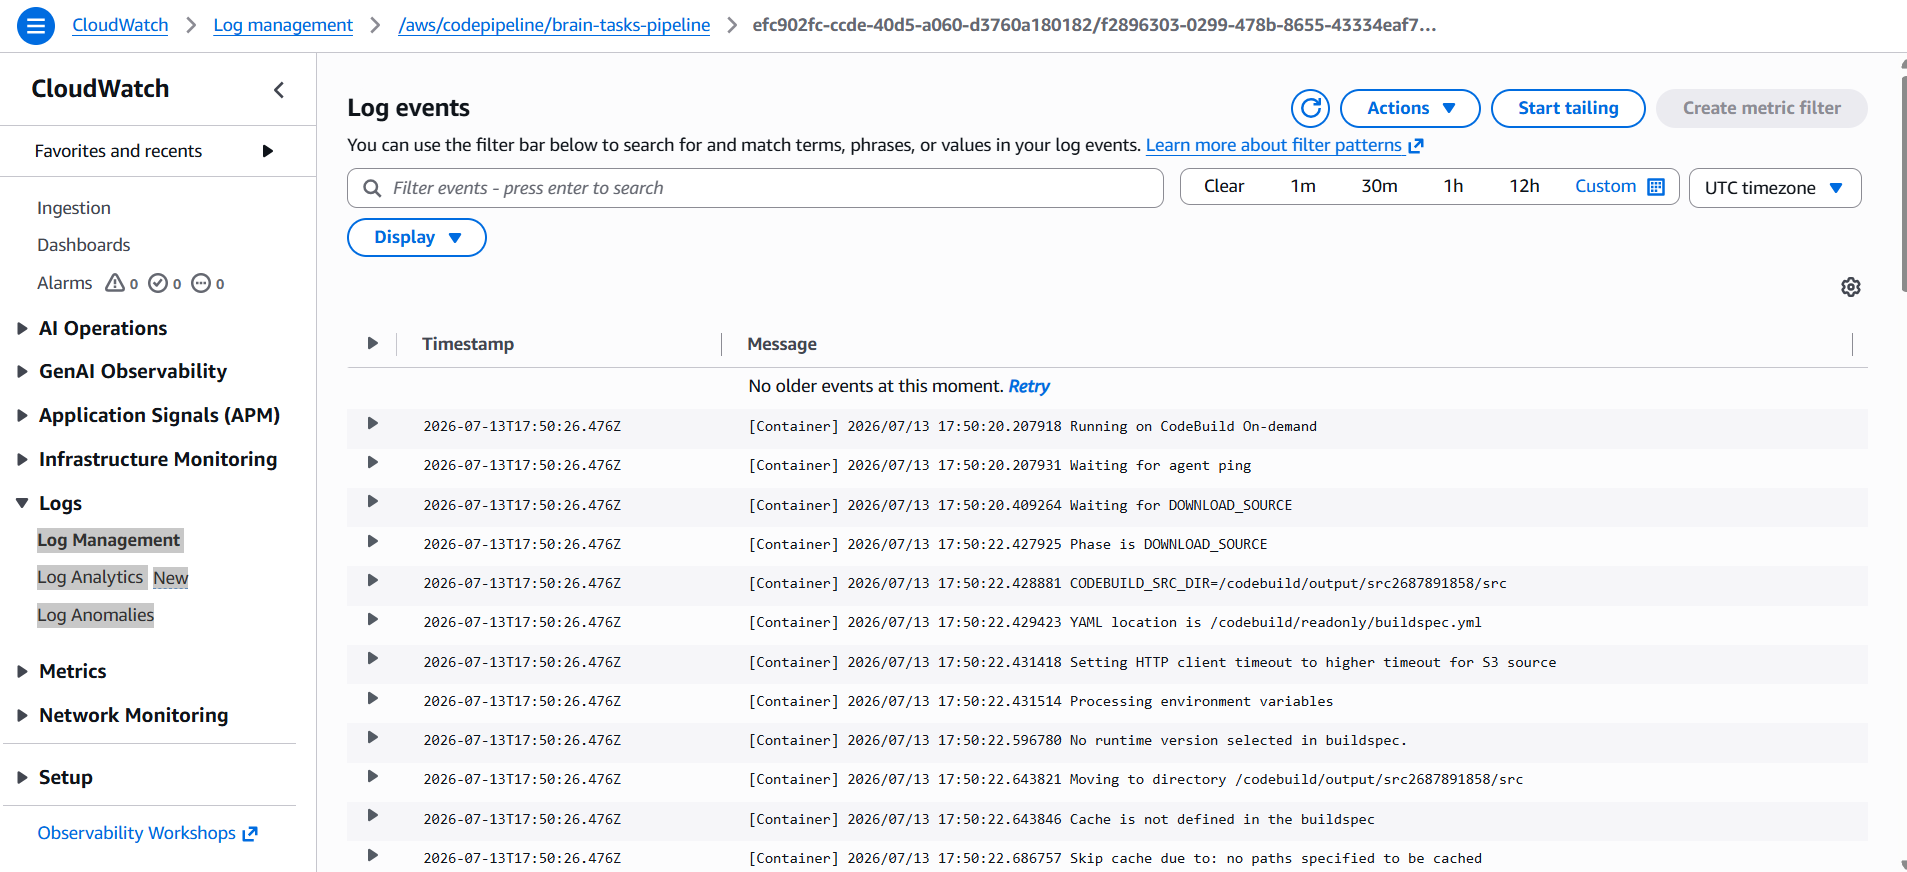 CloudWatch Log management /aws/codepipeline/brain-tasks-pipeline efc902fc-ccde-40d5-a060-d3760a180182/f2896303-0299-478b-8655-43334eaf7...
CloudWatch
Favorites and recents
Ingestion
Dashboards
Alarms 0 0 0
AI Operations
GenAI Observability
Application Signals (APM)
Infrastructure Monitoring
Logs
Log Management
Log Analytics New
Log Anomalies
Metrics
Network Monitoring
Setup
Observability Workshops
Log events
Actions Start tailing Create metric filter
You can use the filter bar below to search for and match terms, phrases, or values in your log events. Learn more about filter patterns
Filter events - press enter to search
Clear 1m 30m 1h 12h Custom UTC timezone
Display
Timestamp Message
No older events at this moment. Retry
2026-07-13T17:50:26.476Z [Container] 2026/07/13 17:50:20.207918 Running on CodeBuild On-demand
2026-07-13T17:50:26.476Z [Container] 2026/07/13 17:50:20.207931 Waiting for agent ping
2026-07-13T17:50:26.476Z [Container] 2026/07/13 17:50:20.409264 Waiting for DOWNLOAD_SOURCE
2026-07-13T17:50:26.476Z [Container] 2026/07/13 17:50:22.427925 Phase is DOWNLOAD_SOURCE
2026-07-13T17:50:26.476Z [Container] 2026/07/13 17:50:22.428881 CODEBUILD_SRC_DIR=/codebuild/output/src2687891858/src
2026-07-13T17:50:26.476Z [Container] 2026/07/13 17:50:22.429423 YAML location is /codebuild/readonly/buildspec.yml
2026-07-13T17:50:26.476Z [Container] 2026/07/13 17:50:22.431418 Setting HTTP client timeout to higher timeout for S3 source
2026-07-13T17:50:26.476Z [Container] 2026/07/13 17:50:22.431514 Processing environment variables
2026-07-13T17:50:26.476Z [Container] 2026/07/13 17:50:22.596780 No runtime version selected in buildspec.
2026-07-13T17:50:26.476Z [Container] 2026/07/13 17:50:22.643821 Moving to directory /codebuild/output/src2687891858/src
2026-07-13T17:50:26.476Z [Container] 2026/07/13 17:50:22.643846 Cache is not defined in the buildspec
2026-07-13T17:50:26.476Z [Container] 2026/07/13 17:50:22.686757 Skip cache due to: no paths specified to be cached